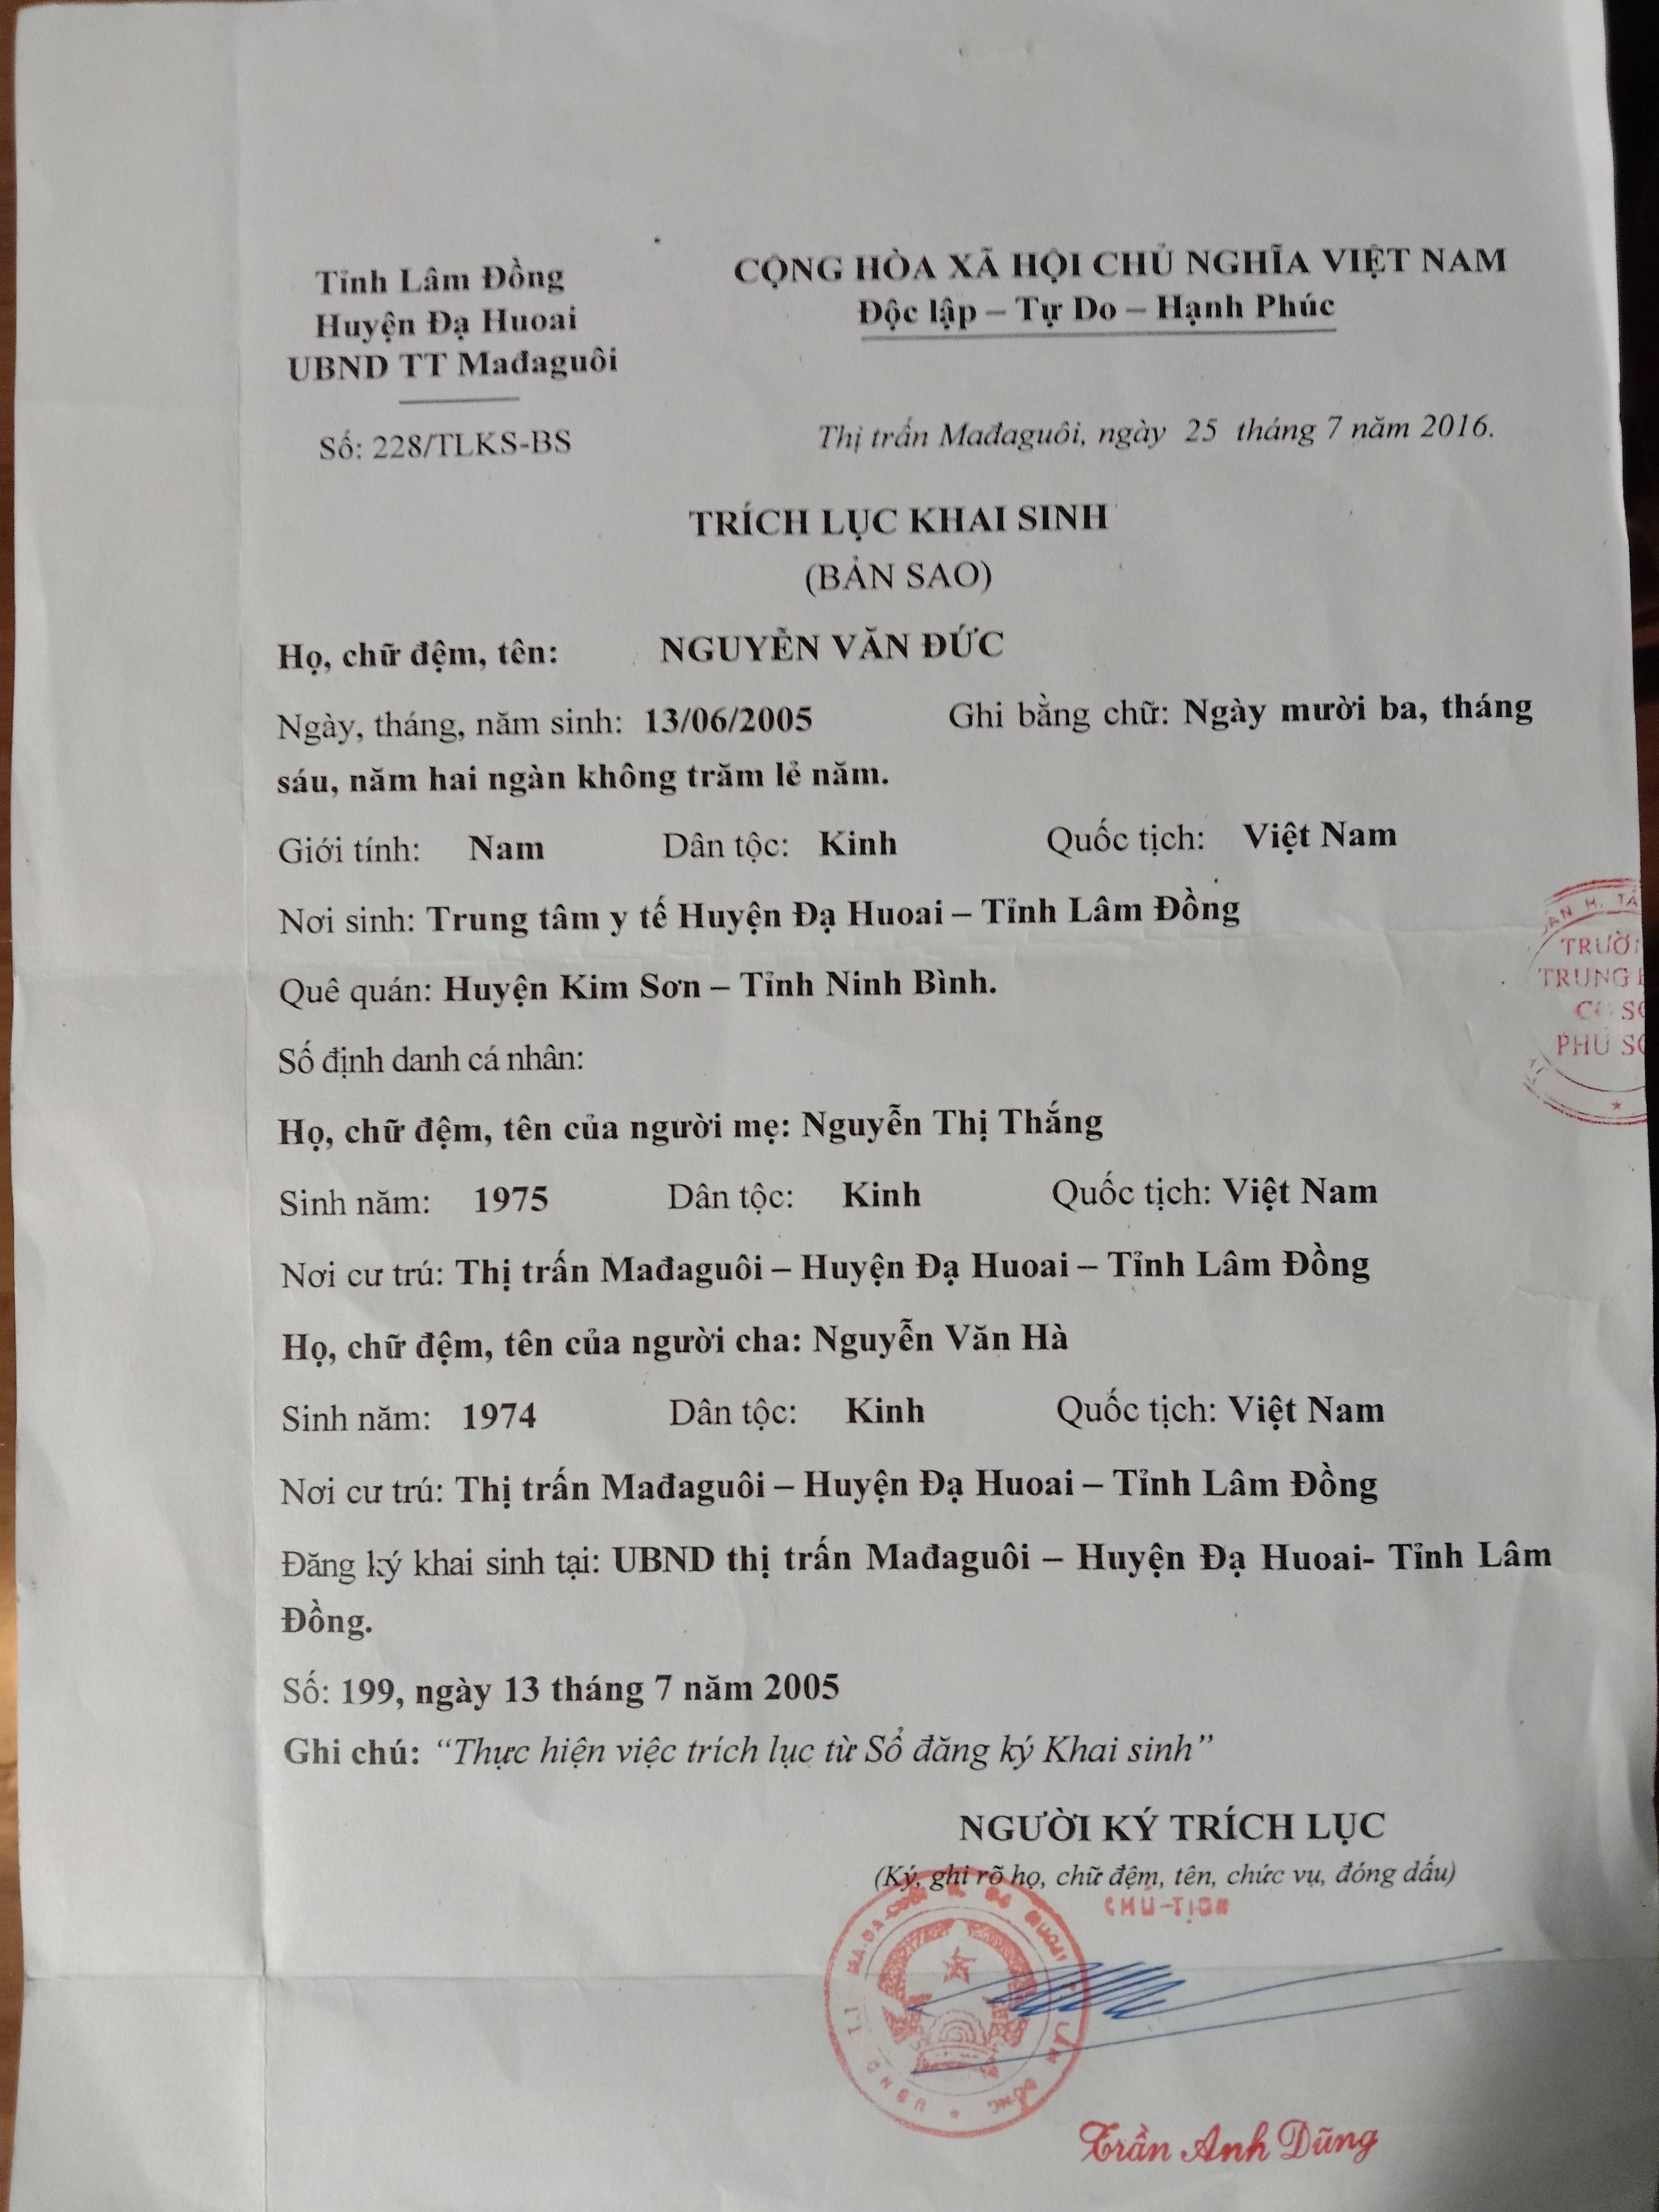 Tỉnh Lâm Đồng
Huyện Đạ Huoai
UBND TT Mađaguôi
Số: 228/TLKS-BS
CỘNG HÒA XÃ HỘI CHỦ NGHĨA VIỆT NAM
Độc lập – Tự Do – Hạnh Phúc
Thị trấn Mađaguôi, ngày 25 tháng 7 năm 2016.
TRÍCH LỤC KHAI SINH
(BẢN SAO)
Họ, chữ đệm, tên: NGUYỄN VĂN ĐỨC
Ngày, tháng, năm sinh: 13/06/2005 Ghi bằng chữ: Ngày mười ba, tháng
sáu, năm hai ngàn không trăm lẻ năm.
Giới tính: Nam Dân tộc: Kinh Quốc tịch: Việt Nam
Nơi sinh: Trung tâm y tế Huyện Đạ Huoai – Tỉnh Lâm Đồng
Quê quán: Huyện Kim Sơn – Tỉnh Ninh Bình.
Số định danh cá nhân:
Họ, chữ đệm, tên của người mẹ: Nguyễn Thị Thắng
Sinh năm: 1975 Dân tộc: Kinh Quốc tịch: Việt Nam
Nơi cư trú: Thị trấn Mađaguôi – Huyện Đạ Huoai – Tỉnh Lâm Đồng
Họ, chữ đệm, tên của người cha: Nguyễn Văn Hà
Sinh năm: 1974 Dân tộc: Kinh Quốc tịch: Việt Nam
Nơi cư trú: Thị trấn Mađaguôi – Huyện Đạ Huoai – Tỉnh Lâm Đồng
Đăng ký khai sinh tại: UBND thị trấn Mađaguôi – Huyện Đạ Huoai- Tỉnh Lâm
Đồng.
Số: 199, ngày 13 tháng 7 năm 2005
Ghi chú: “Thực hiện việc trích lục từ Sổ đăng ký Khai sinh”
NGƯỜI KÝ TRÍCH LỤC
(Ký, ghi rõ họ, chữ đệm, tên, chức vụ, đóng dấu)
CHỦ-TỊCH
Trần Anh Dũng
TRUNG
PHÚ